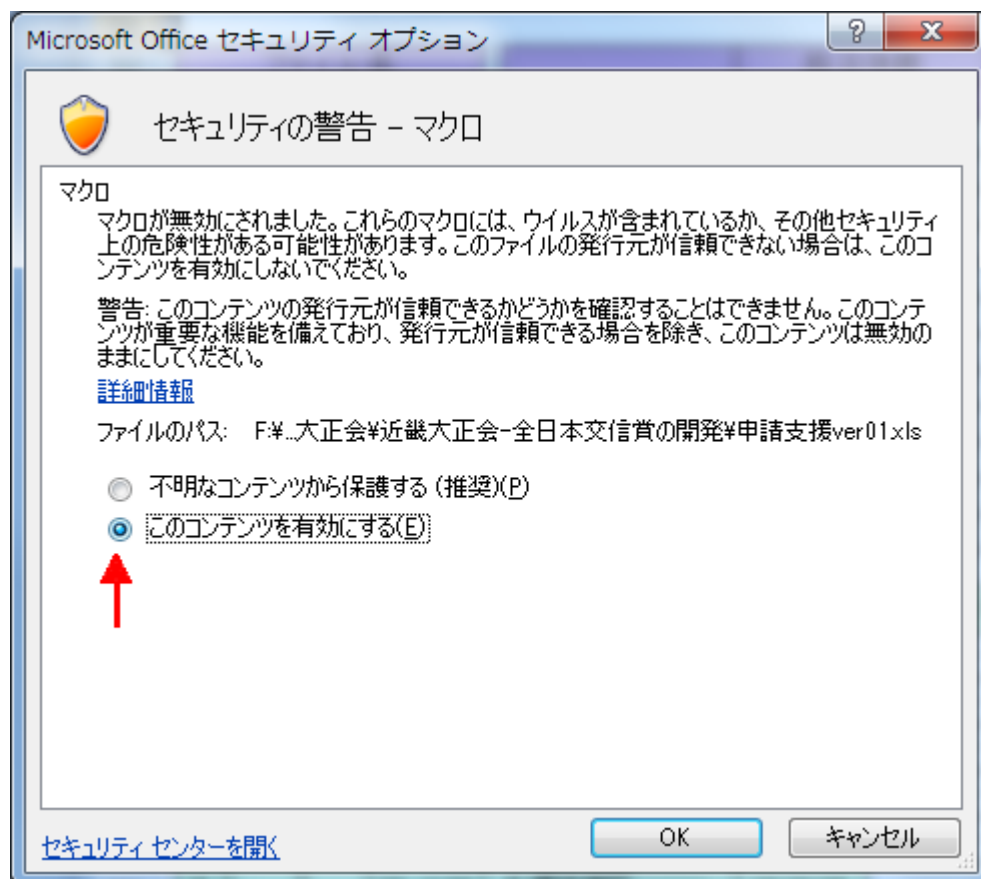 Microsoft Office セキュリティ オプション
セキュリティの警告 – マクロ
マクロ
マクロが無効にされました。これらのマクロには、ウイルスが含まれているか、その他セキュリティ
上の危険性がある可能性があります。このファイルの発行元が信頼できない場合は、このコ
ンテンツを有効にしないでください。
警告: このコンテンツの発行元が信頼できるかどうかを確認することはできません。このコンテ
ンツが重要な機能を備えており、発行元が信頼できる場合を除き、このコンテンツは無効の
ままにしてください。
詳細情報
ファイルのパス: F:¥...大正会¥近畿大正会-全日本交信賞の開発¥申請支援ver01.xls
不明なコンテンツから保護する (推奨)(P)
このコンテンツを有効にする(E)
セキュリティ センターを開く
OK
キャンセル